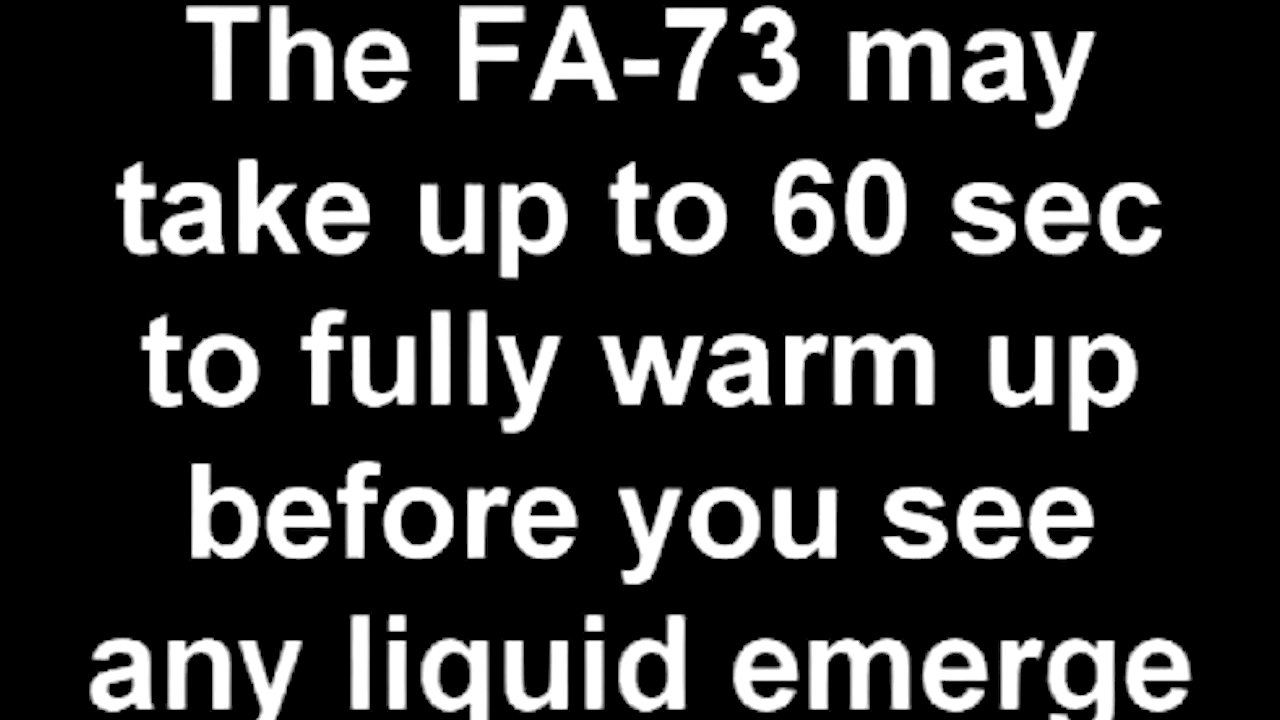 The FA-73 may
take up to 60 sec
to fully warm up
before you see
any liquid emerge